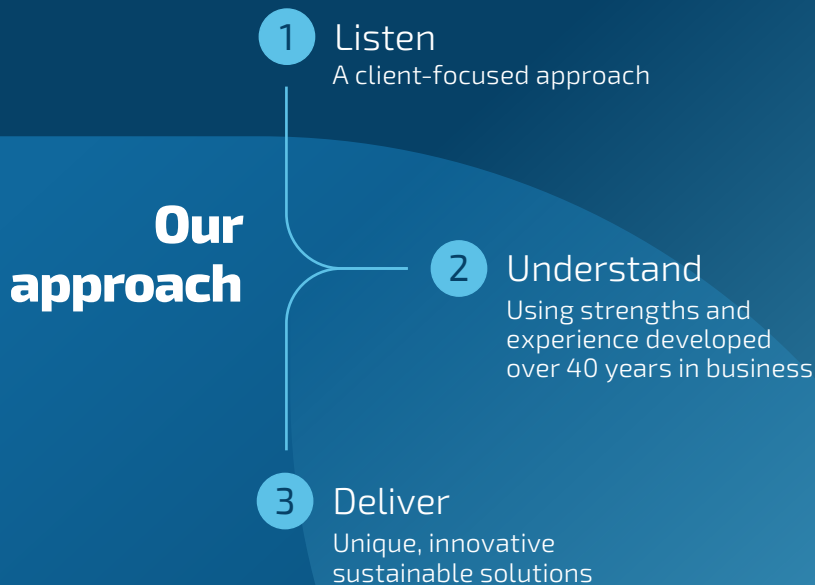 1 Listen
A client-focused approach
Our
approach
2 Understand
Using strengths and
experience developed
over 40 years in business
3 Deliver
Unique, innovative
sustainable solutions